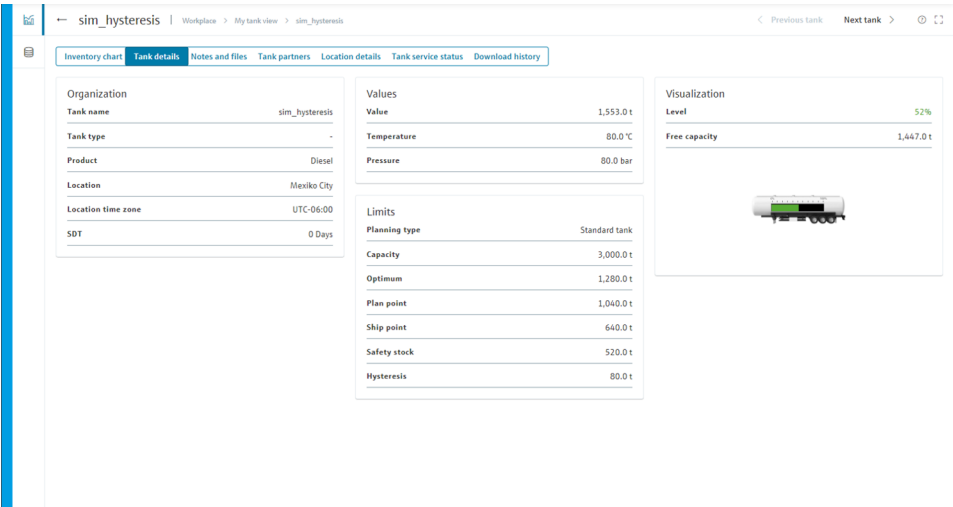 ← sim_hysteresis | Workplace > My tank view > sim_hysteresis < Previous tank Next tank >
Inventory chart Tank details Notes and files Tank partners Location details Tank service status Download history
Organization
Tank name sim_hysteresis
Tank type -
Product Diesel
Location Mexiko City
Location time zone UTC-06:00
SDT 0 Days
Values
Value 1,553.0 t
Temperature 80.0 °C
Pressure 80.0 bar
Limits
Planning type Standard tank
Capacity 3,000.0 t
Optimum 1,280.0 t
Plan point 1,040.0 t
Ship point 640.0 t
Safety stock 520.0 t
Hysteresis 80.0 t
Visualization
Level 52%
Free capacity 1,447.0 t